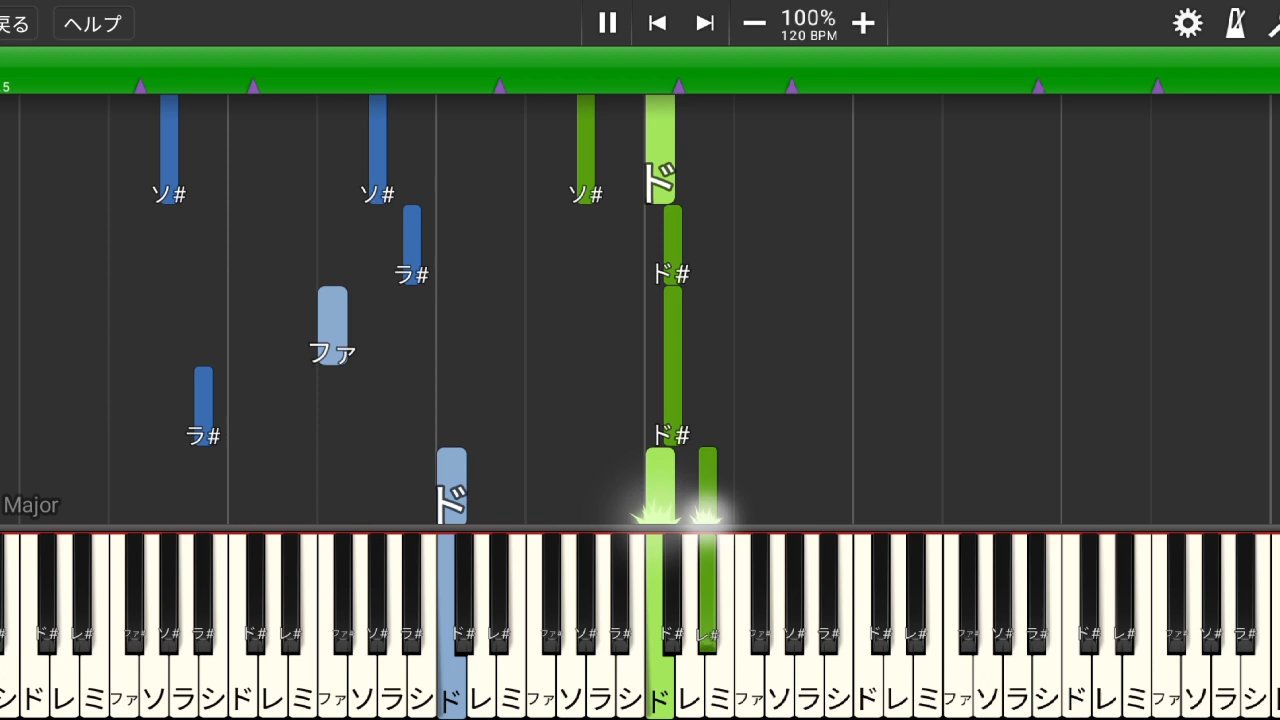 戻る ヘルプ 100%
120 BPM
5
ソ# ソ# ソ# ド
ラ# ド#
ファ
ラ# ド#
ド
Major
# ド# レ# ファ# ソ# ラ# ド# レ# ファ# ソ# ラ# ド# レ# ファ# ソ# ラ# ド# レ# ファ# ソ# ラ# ド# レ# ファ# ソ# ラ# ド# レ# ファ# ソ# ラ#
シ ド レ ミ ファ ソ ラ シ ド レ ミ ファ ソ ラ シ ド レ ミ ファ ソ ラ シ ド レ ミ ファ ソ ラ シ ド レ ミ ファ ソ ラ シ ド レ ミ ファ ソ ラ シ